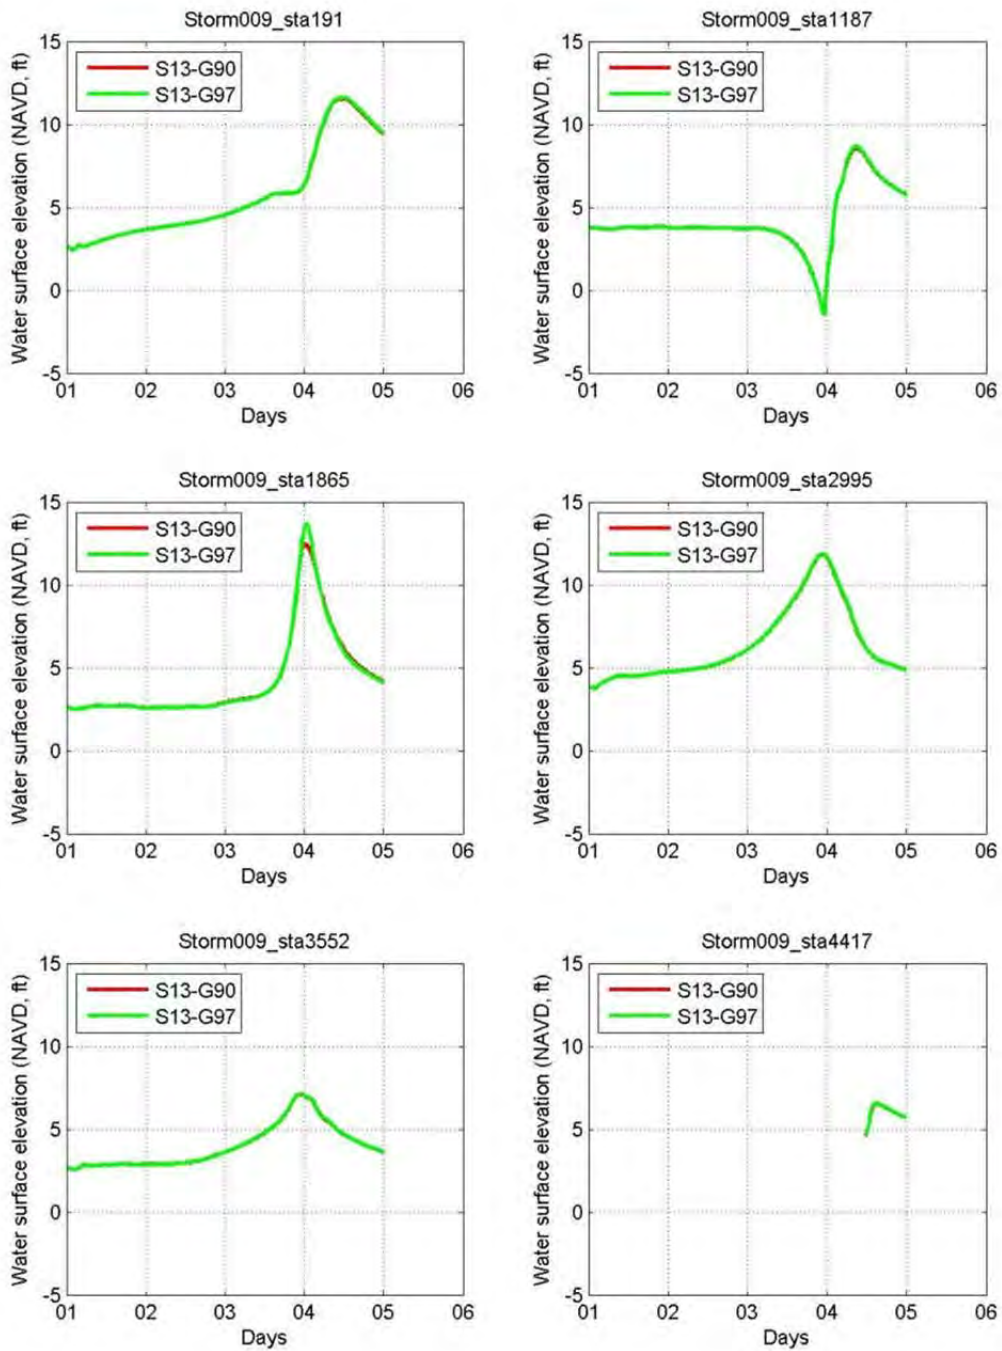 Storm009_sta191
Water surface elevation (NAVD, ft)
15
10
5
0
-5
S13-G90
S13-G97
01 02 03 04 05 06
Days
Storm009_sta1187
Water surface elevation (NAVD, ft)
15
10
5
0
-5
S13-G90
S13-G97
01 02 03 04 05 06
Days
Storm009_sta1865
Water surface elevation (NAVD, ft)
15
10
5
0
-5
S13-G90
S13-G97
01 02 03 04 05 06
Days
Storm009_sta2995
Water surface elevation (NAVD, ft)
15
10
5
0
-5
S13-G90
S13-G97
01 02 03 04 05 06
Days
Storm009_sta3552
Water surface elevation (NAVD, ft)
15
10
5
0
-5
S13-G90
S13-G97
01 02 03 04 05 06
Days
Storm009_sta4417
Water surface elevation (NAVD, ft)
15
10
5
0
-5
S13-G90
S13-G97
01 02 03 04 05 06
Days